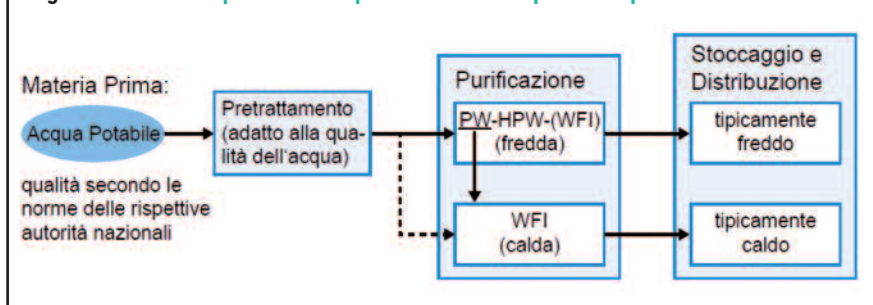 Materia Prima:
Acqua Potabile
qualità secondo le
norme delle rispettive
autorità nazionali
Pretrattamento
(adatto alla qua-
lità dell'acqua)
Purificazione
PW-HPW-(WFI)
(fredda)
WFI
(calda)
Stoccaggio e
Distribuzione
tipicamente
freddo
tipicamente
caldo